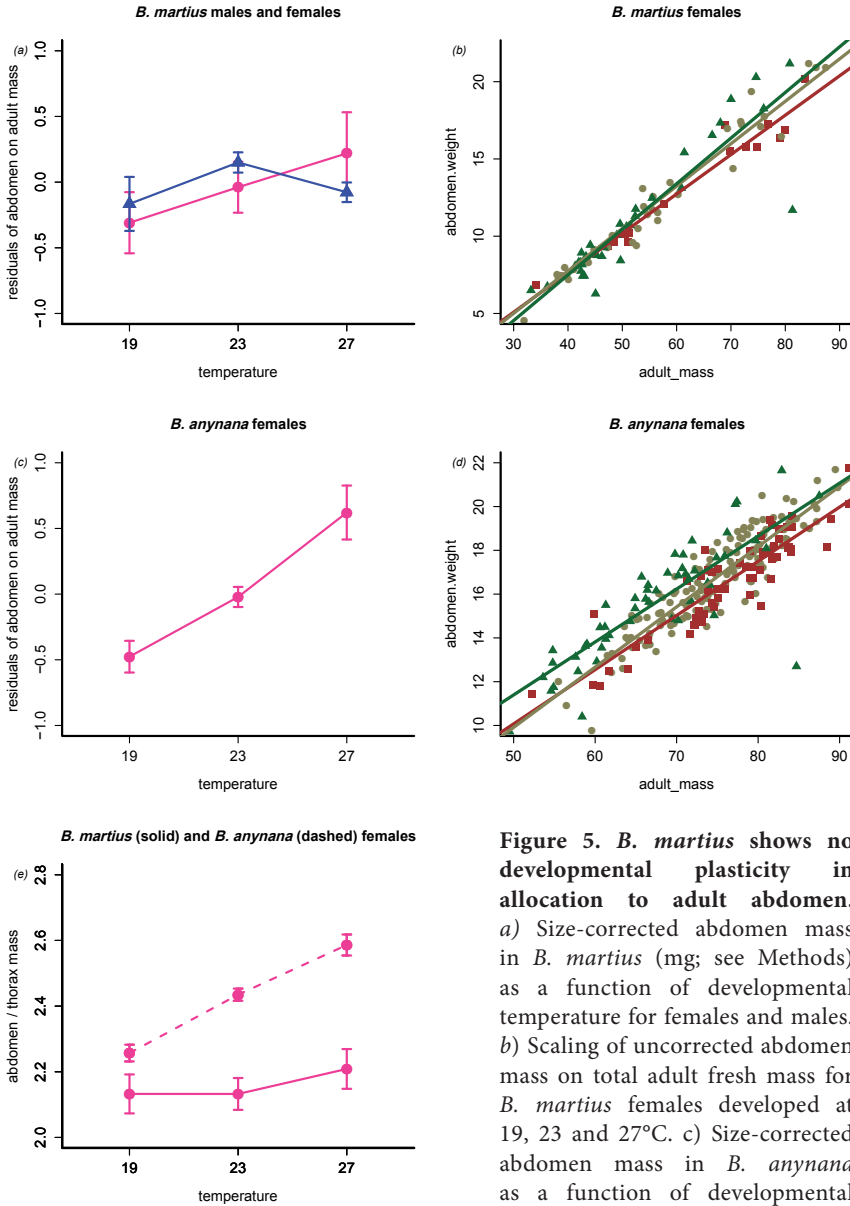 B. martius males and females
(a)
residuals of abdomen on adult mass
1.0
0.5
0.0
−0.5
−1.0
19 23 27
temperature
B. martius females
(b)
abdomen.weight
20
15
10
5
30 40 50 60 70 80 90
adult_mass
B. anynana females
(c)
residuals of abdomen on adult mass
1.0
0.5
0.0
−0.5
−1.0
19 23 27
temperature
B. anynana females
(d)
abdomen.weight
22
20
18
16
14
12
10
50 60 70 80 90
adult_mass
B. martius (solid) and B. anynana (dashed) females
(e)
abdomen / thorax mass
2.8
2.6
2.4
2.2
2.0
19 23 27
temperature
Figure 5. B. martius shows no
developmental plasticity in
allocation to adult abdomen.
a) Size-corrected abdomen mass
in B. martius (mg; see Methods)
as a function of developmental
temperature for females and males.
b) Scaling of uncorrected abdomen
mass on total adult fresh mass for
B. martius females developed at
19, 23 and 27°C. c) Size-corrected
abdomen mass in B. anynana
as a function of developmental